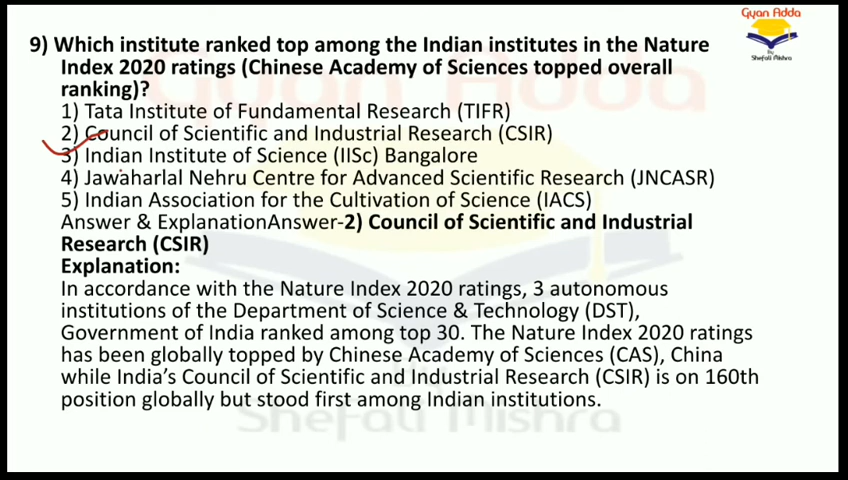 Gyan Adda
By
Shefali Mishra
9) Which institute ranked top among the Indian institutes in the Nature
Index 2020 ratings (Chinese Academy of Sciences topped overall
ranking)?
1) Tata Institute of Fundamental Research (TIFR)
2) Council of Scientific and Industrial Research (CSIR)
3) Indian Institute of Science (IISc) Bangalore
4) Jawaharlal Nehru Centre for Advanced Scientific Research (JNCASR)
5) Indian Association for the Cultivation of Science (IACS)
Answer & ExplanationAnswer-2) Council of Scientific and Industrial
Research (CSIR)
Explanation:
In accordance with the Nature Index 2020 ratings, 3 autonomous
institutions of the Department of Science & Technology (DST),
Government of India ranked among top 30. The Nature Index 2020 ratings
has been globally topped by Chinese Academy of Sciences (CAS), China
while India's Council of Scientific and Industrial Research (CSIR) is on 160th
position globally but stood first among Indian institutions.
Gyan Adda
By
Shefali Mishra